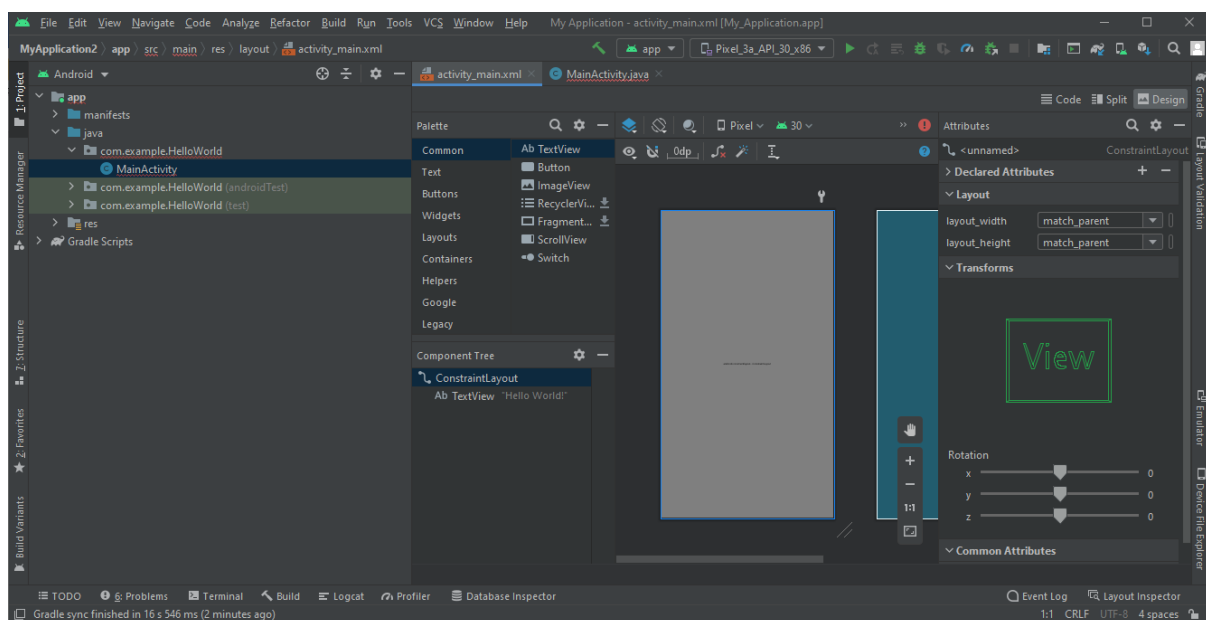 File Edit View Navigate Code Analyze Refactor Build Run Tools VCS Window Help My Application - activity_main.xml [My_Application.app]
MyApplication2 app src main res layout activity_main.xml
app Pixel_3a_API_30_x86
1: Project
Resource Manager
7: Structure
2: Favorites
Build Variants
Android
app
manifests
java
com.example.HelloWorld
MainActivity
com.example.HelloWorld (androidTest)
com.example.HelloWorld (test)
res
Gradle Scripts
activity_main.xml MainActivity.java
Code Split Design
Palette
Common
Text
Buttons
Widgets
Layouts
Containers
Helpers
Google
Legacy
Ab TextView
Button
ImageView
RecyclerVi...
Fragment...
ScrollView
Switch
Component Tree
ConstraintLayout
Ab TextView "Hello World!"
Pixel 30
0dp
1:1
Attributes
<unnamed> ConstraintLayout
Declared Attributes
Layout
layout_width match_parent
layout_height match_parent
Transforms
View
Rotation
x 0
y 0
z 0
Common Attributes
Gradle
Layout Validation
Emulator
Device File Explorer
TODO 6: Problems Terminal Build Logcat Profiler Database Inspector Event Log Layout Inspector
Gradle sync finished in 16 s 546 ms (2 minutes ago) 1:1 CRLF UTF-8 4 spaces